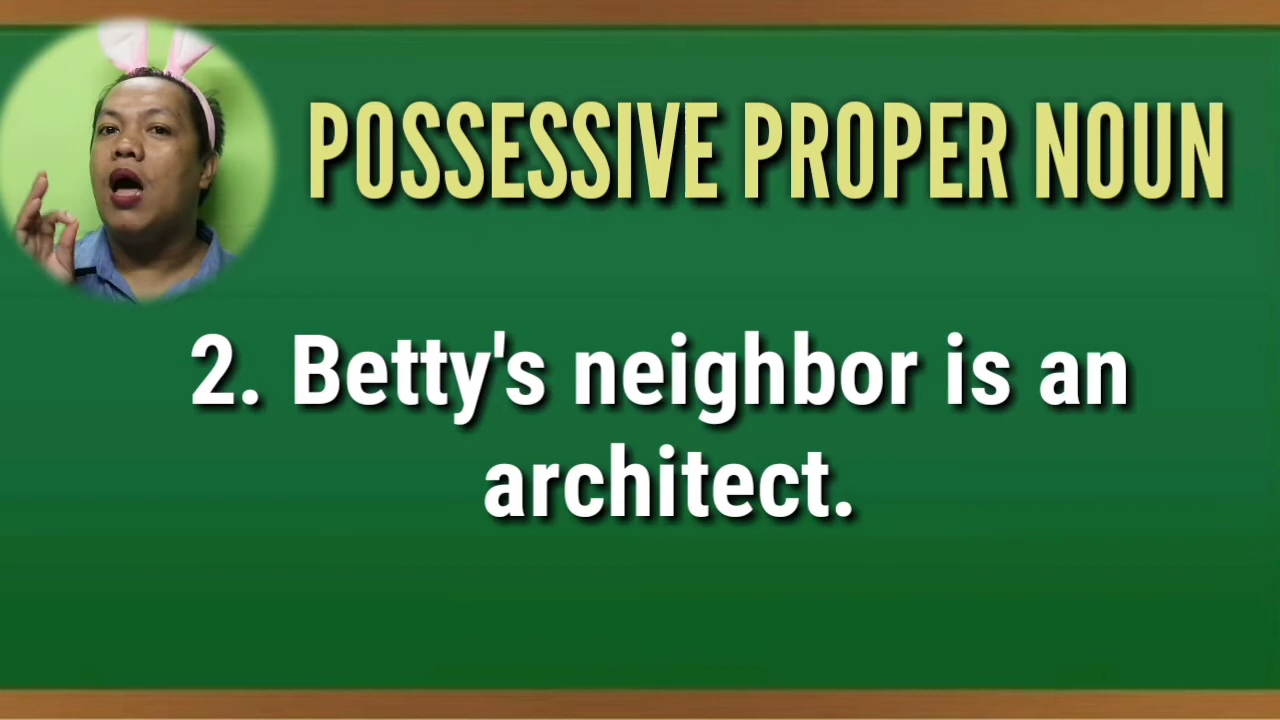 POSSESSIVE PROPER NOUN
2. Betty's neighbor is an
architect.